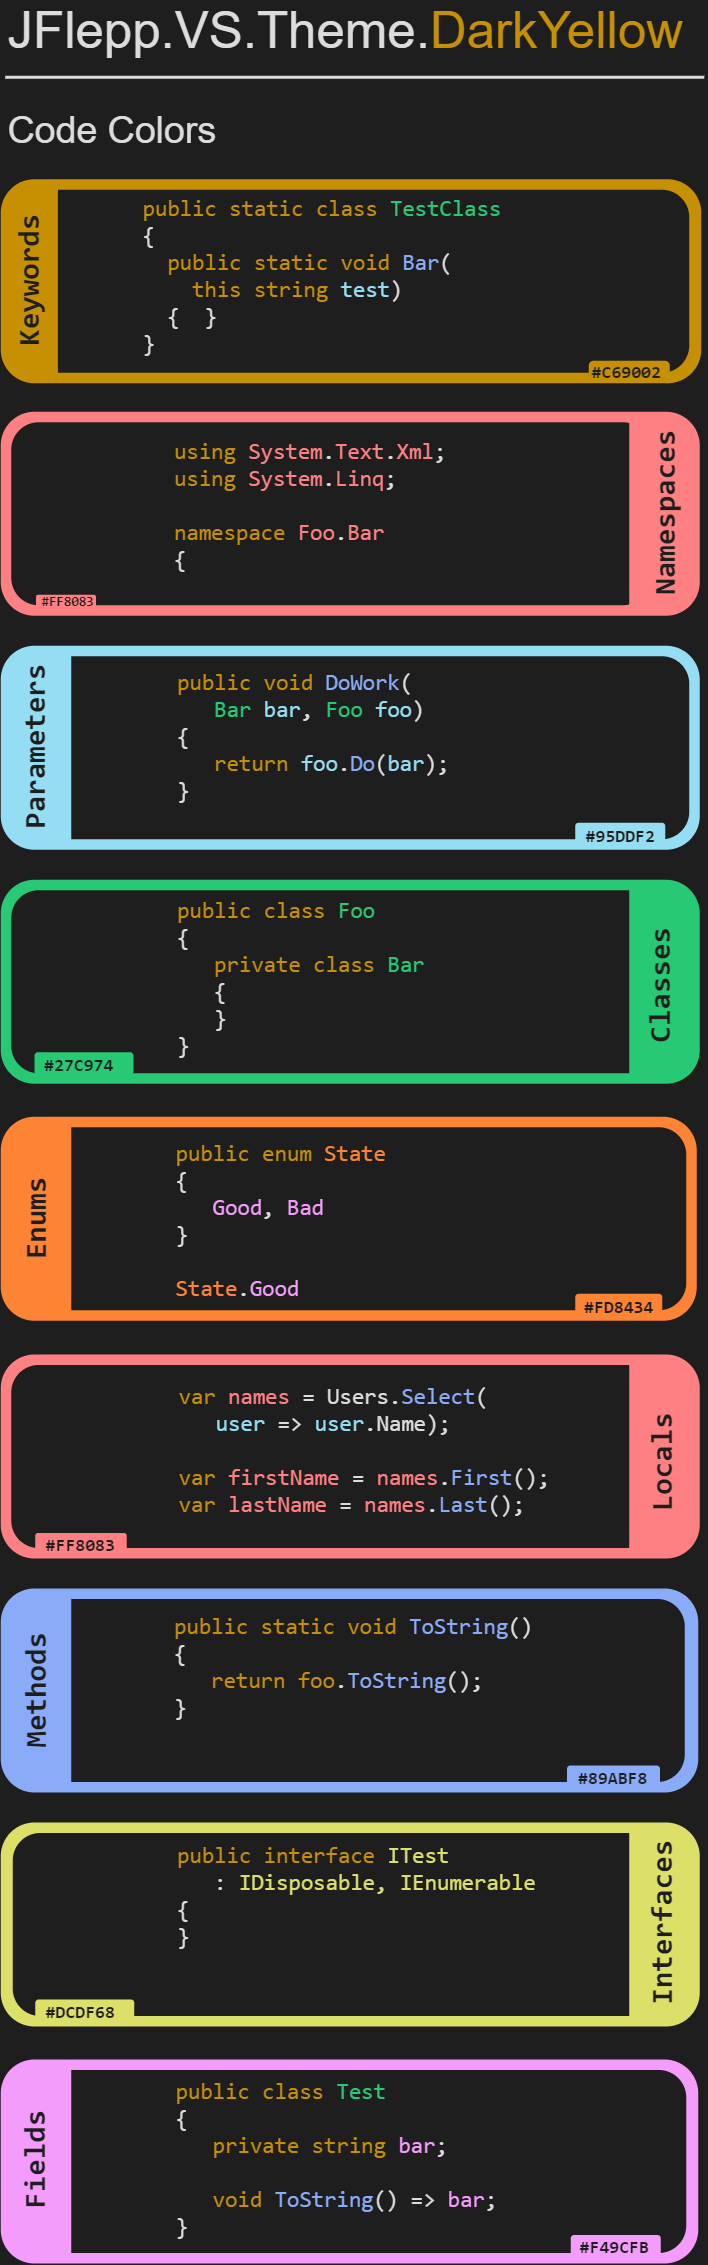 JFlepp.VS.Theme.DarkYellow
Code Colors
Keywords
public static class TestClass
{
  public static void Bar(
    this string test)
  {  }
}
#C69002
using System.Text.Xml;
using System.Linq;
namespace Foo.Bar
{
Namespaces
#FF8083
Parameters
public void DoWork(
   Bar bar, Foo foo)
{
   return foo.Do(bar);
}
#95DDF2
public class Foo
{
   private class Bar
   {
   }
}
Classes
#27C974
Enums
public enum State
{
   Good, Bad
}
State.Good
#FD8434
var names = Users.Select(
   user => user.Name);
var firstName = names.First();
var lastName = names.Last();
Locals
#FF8083
Methods
public static void ToString()
{
   return foo.ToString();
}
#89ABF8
public interface ITest
   : IDisposable, IEnumerable
{
}
Interfaces
#DCDF68
Fields
public class Test
{
   private string bar;
   void ToString() => bar;
}
#F49CFB